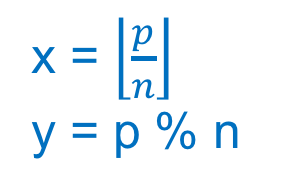 x = ⌊p/n⌋
y = p % n